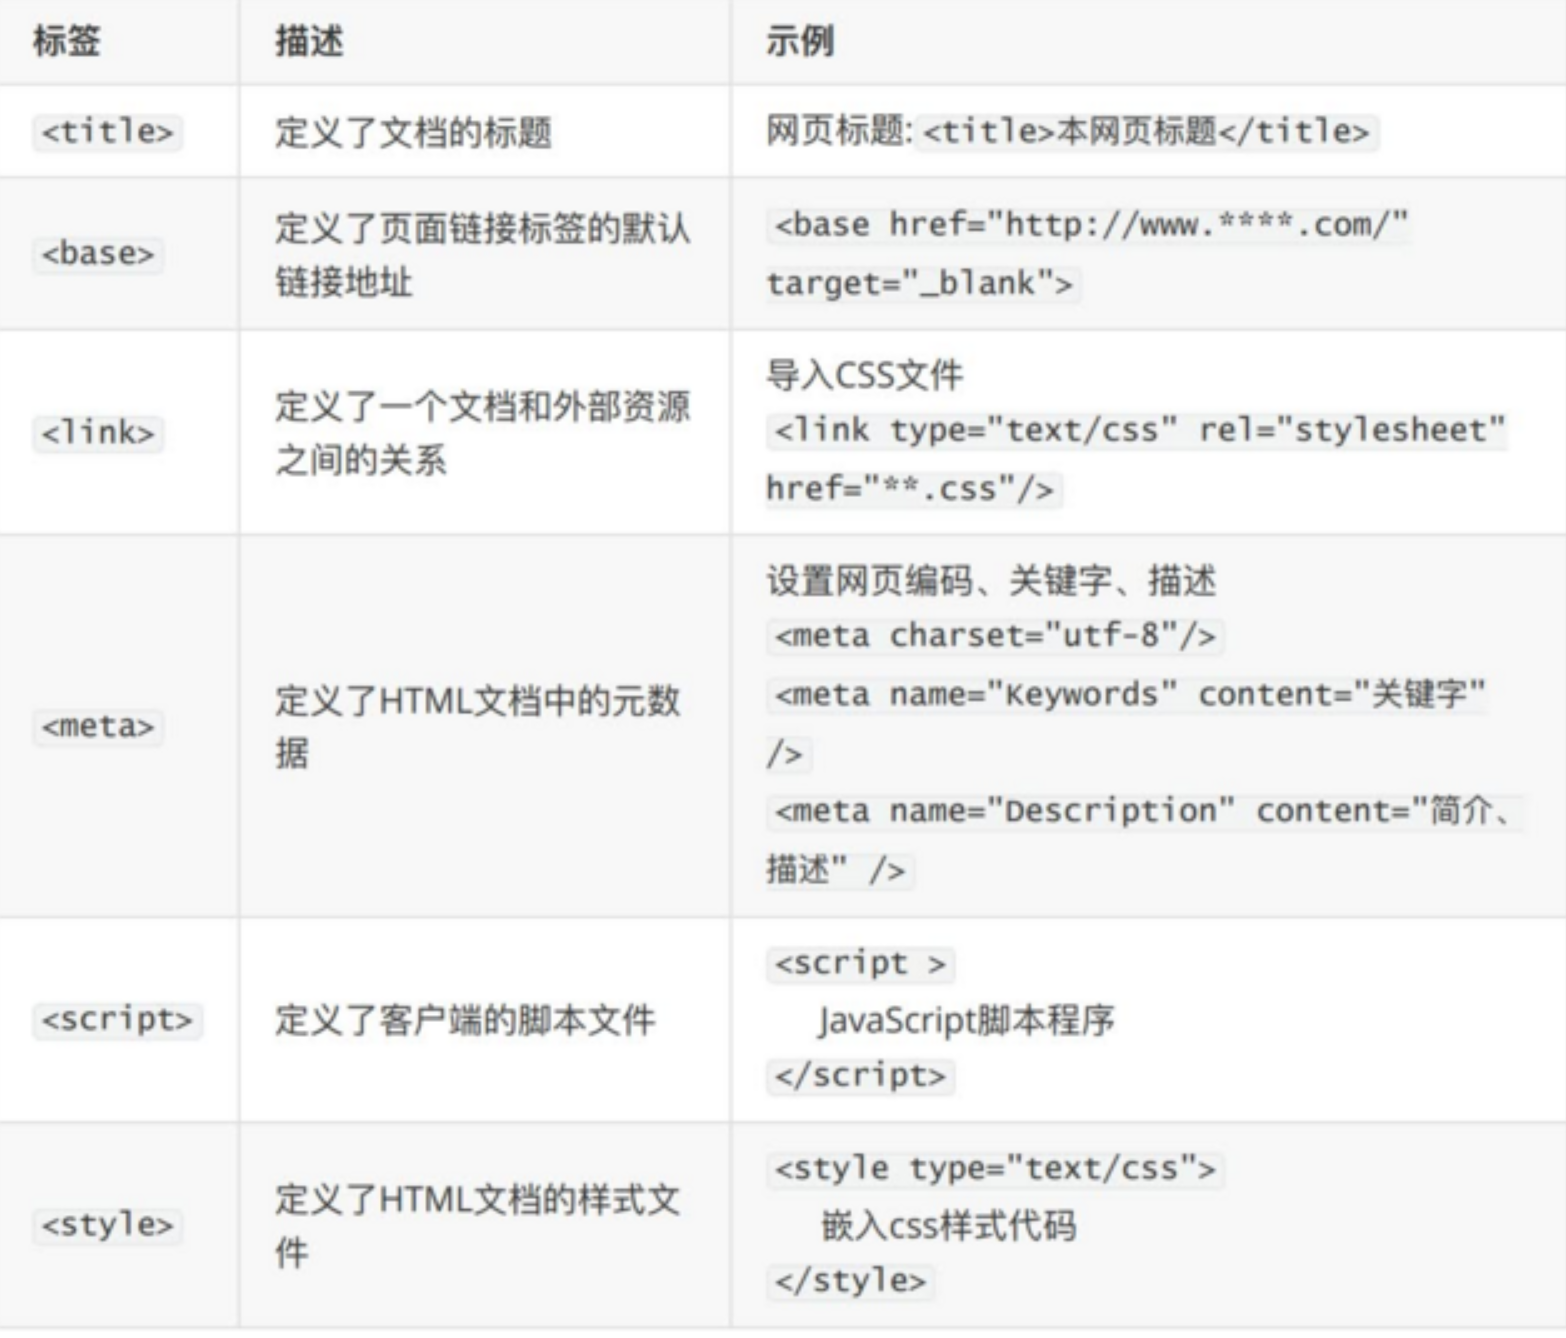 标签 描述 示例
<title> 定义了文档的标题 网页标题:<title>本网页标题</title>
<base> 定义了页面链接标签的默认
链接地址
<base href="http://www.****.com/"
target="_blank">
<link> 定义了一个文档和外部资源
之间的关系
导入CSS文件
<link type="text/css" rel="stylesheet"
href="**.css"/>
<meta> 定义了HTML文档中的元数
据
设置网页编码、关键字、描述
<meta charset="utf-8"/>
<meta name="Keywords" content="关键字"
/>
<meta name="Description" content="简介、
描述" />
<script> 定义了客户端的脚本文件
<script >
JavaScript脚本程序
</script>
<style> 定义了HTML文档的样式文
件
<style type="text/css">
嵌入css样式代码
</style>